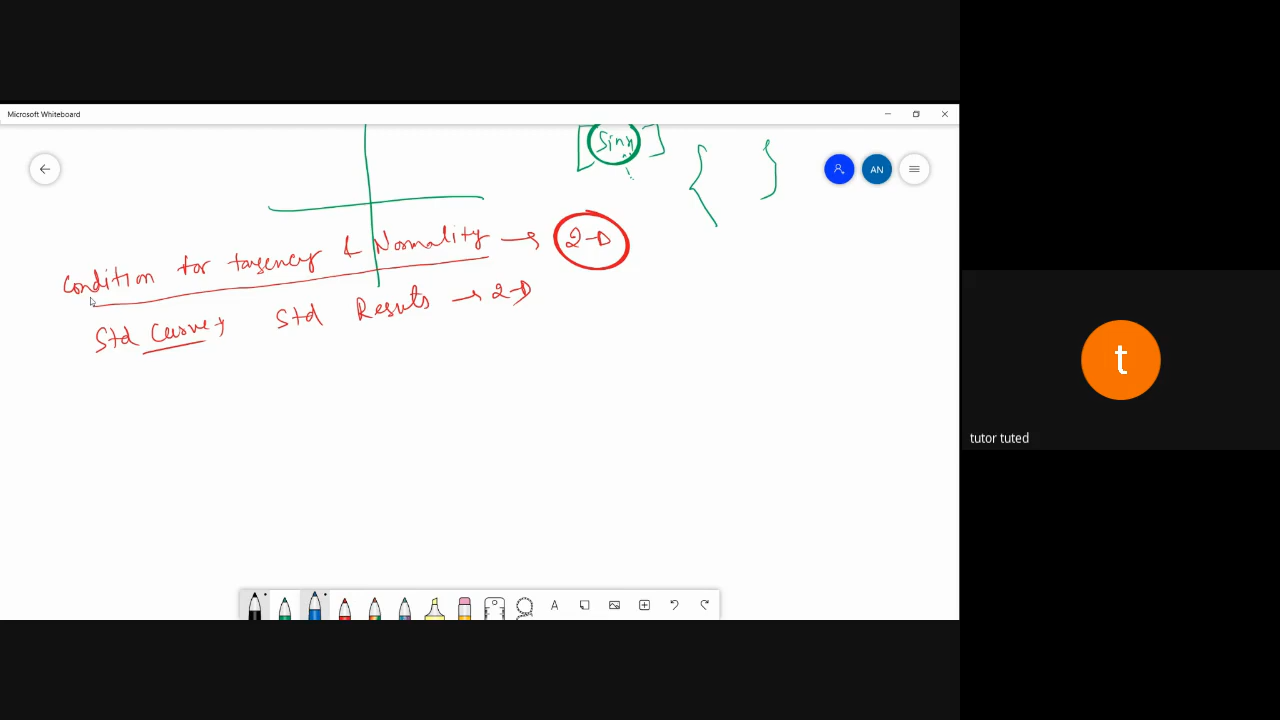 Microsoft Whiteboard
[Sinx]
{ }
AN
Condition for tangency & Normality → 2-D
Std Curve, Std Results → 2-D
t
tutor tuted
A